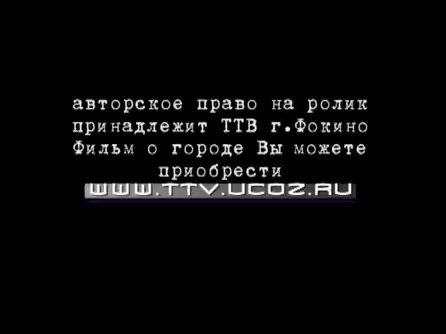 авторское право на ролик
принадлежит ТТВ г.Фокино
Фильм о городе Вы можете
приобрести
WWW.TTV.UCOZ.RU